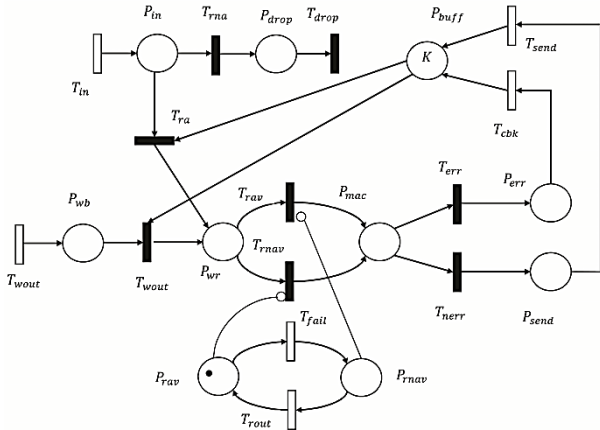 P_in
T_rna
P_drop
T_drop
P_buff
K
T_send
T_in
T_ra
T_cbk
P_wb
T_rav
P_mac
T_err
P_err
T_wout
T_wout
P_wr
T_rnav
T_nerr
P_send
T_fail
P_rav
P_rnav
T_rout